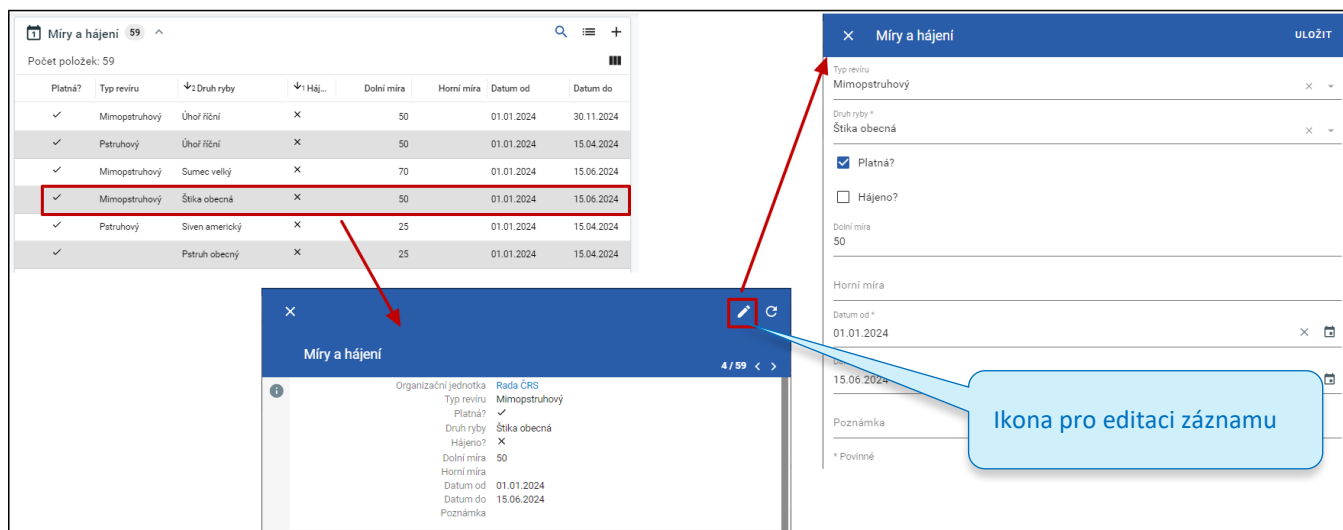 Míry a hájení 59
Počet položek: 59
Platná? Typ revíru 2 Druh ryby 1 Háj... Dolní míra Horní míra Datum od Datum do
Mimopstruhový Úhoř říční 50 01.01.2024 30.11.2024
Pstruhový Úhoř říční 50 01.01.2024 15.04.2024
Mimopstruhový Sumec velký 70 01.01.2024 15.06.2024
Mimopstruhový Štika obecná 50 01.01.2024 15.06.2024
Pstruhový Siven americký 25 01.01.2024 15.04.2024
Pstruh obecný 25 01.01.2024 15.04.2024
Míry a hájení
4 / 59
Organizační jednotka Rada ČRS
Typ revíru Mimopstruhový
Platná?
Druh ryby Štika obecná
Hájeno?
Dolní míra 50
Horní míra
Datum od 01.01.2024
Datum do 15.06.2024
Poznámka
Míry a hájení ULOŽIT
Typ revíru
Mimopstruhový
Druh ryby *
Štika obecná
Platná?
Hájeno?
Dolní míra
50
Horní míra
Datum od *
01.01.2024
15.06.2024
Poznámka
* Povinné
Ikona pro editaci záznamu